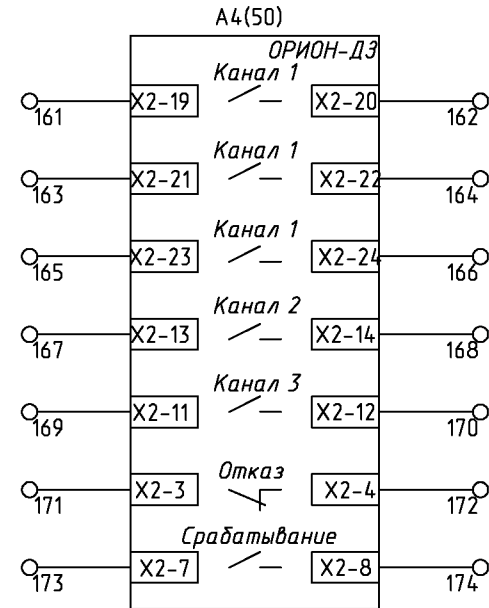 A4(50)
ОРИОН-ДЭ
Канал 1
X2-19 X2-20
161 162
Канал 1
X2-21 X2-22
163 164
Канал 1
X2-23 X2-24
165 166
Канал 2
X2-13 X2-14
167 168
Канал 3
X2-11 X2-12
169 170
Отказ
X2-3 X2-4
171 172
Срабатывание
X2-7 X2-8
173 174